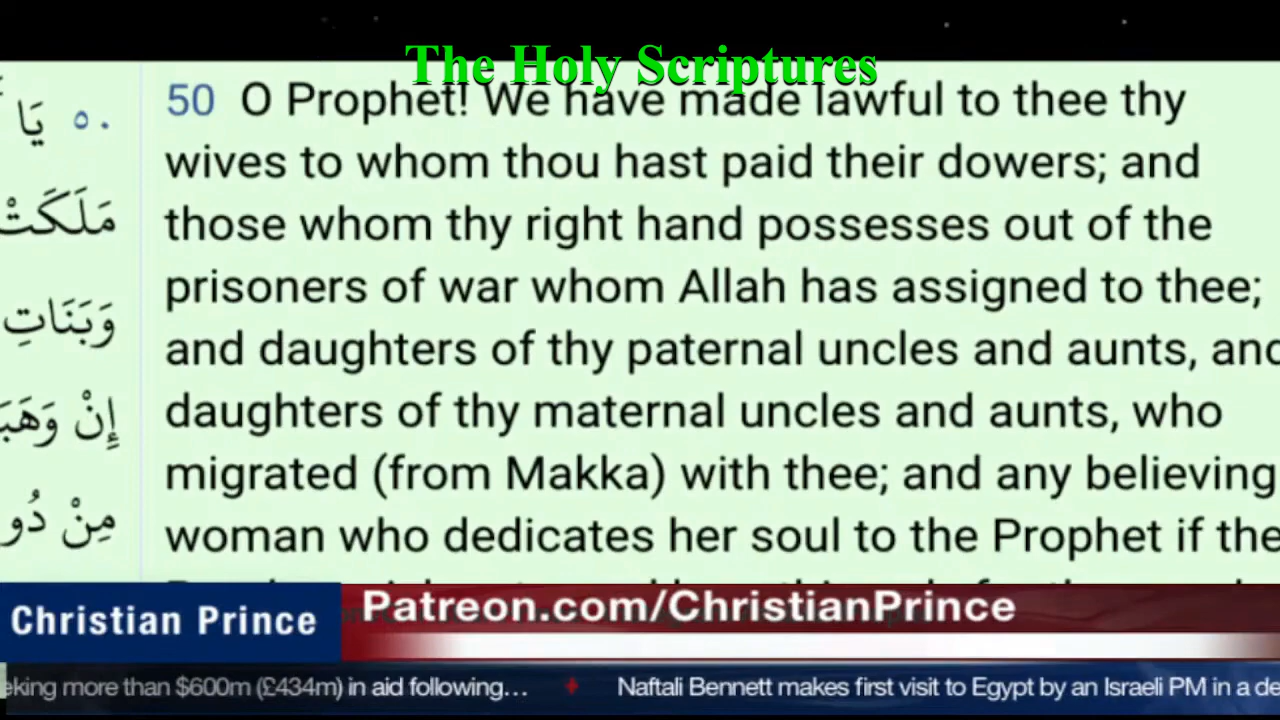 The Holy Scriptures
50 O Prophet! We have made lawful to thee thy
wives to whom thou hast paid their dowers; and
those whom thy right hand possesses out of the
prisoners of war whom Allah has assigned to thee;
and daughters of thy paternal uncles and aunts, and
daughters of thy maternal uncles and aunts, who
migrated (from Makka) with thee; and any believing
woman who dedicates her soul to the Prophet if the
٥٠ يَا
مَلَكَتْ
وَبَنَاتِ
إِنْ
مِنْ
Christian Prince
Patreon.com/ChristianPrince
more than $600m (£434m) in aid following... Naftali Bennett makes first visit to Egypt by an Israeli PM in a